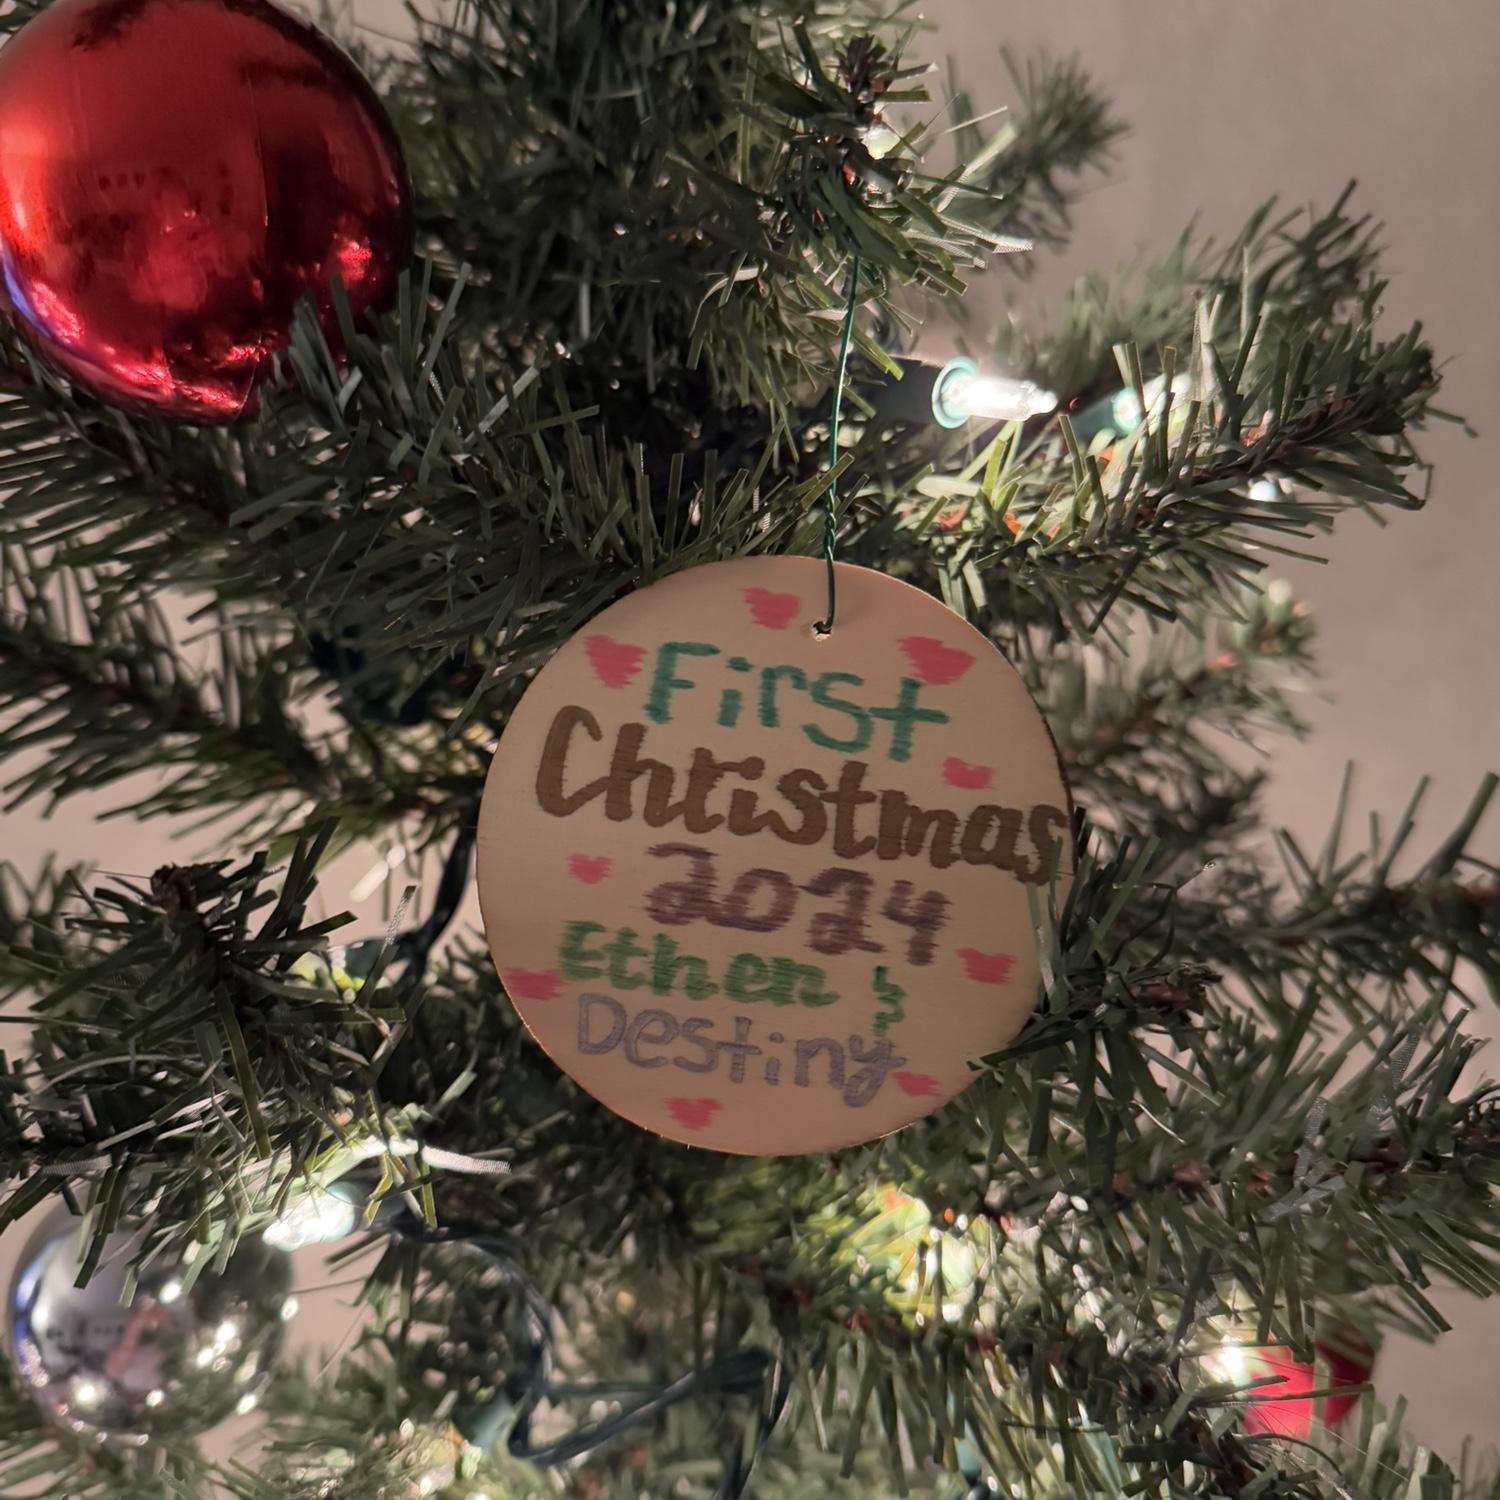 First
Christmas
2024
Ethen &
Destiny